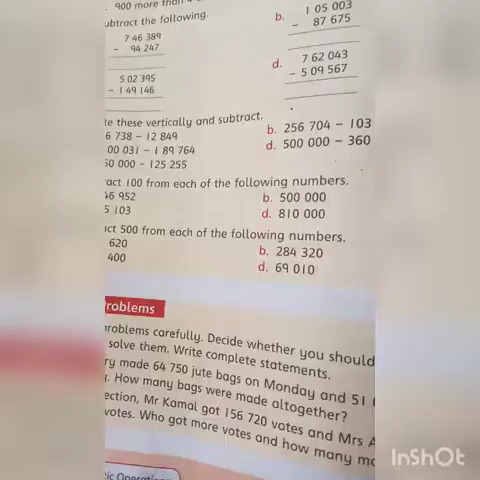 900 more than
ubtract the following.
b. 1 05 003
- 87 675
7 46 389
- 94 247
d. 7 62 043
- 5 09 567
5 02 395
- 1 49 146
te these vertically and subtract.
6 738 - 12 849
b. 256 704 - 103
00 031 - 1 89 764
d. 500 000 - 360
50 000 - 125 255
act 100 from each of the following numbers.
46 952
b. 500 000
5 103
d. 810 000
act 500 from each of the following numbers.
620
b. 284 320
400
d. 69 010
roblems
problems carefully. Decide whether you should
solve them. Write complete statements.
ry made 64 750 jute bags on Monday and 51
. How many bags were made altogether?
ection, Mr Kamal got 156 720 votes and Mrs A
votes. Who got more votes and how many mo
ic Operati
InShOt